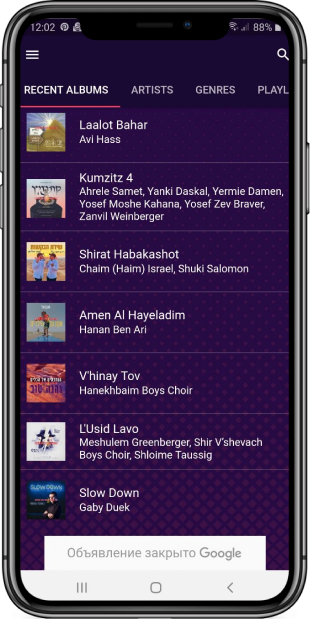 12:02 88%
RECENT ALBUMS ARTISTS GENRES PLAYL
Laalot Bahar
Avi Hass
Kumzitz 4
Ahrele Samet, Yanki Daskal, Yermie Damen,
Yosef Moshe Kahana, Yosef Zev Braver,
Zanvil Weinberger
Shirat Habakashot
Chaim (Haim) Israel, Shuki Salomon
Amen Al Hayeladim
Hanan Ben Ari
V'hinay Tov
Hanekhbaim Boys Choir
L'Usid Lavo
Meshulem Greenberger, Shir V'shevach
Boys Choir, Shloime Taussig
Slow Down
Gaby Duek
Объявление закрыто Google